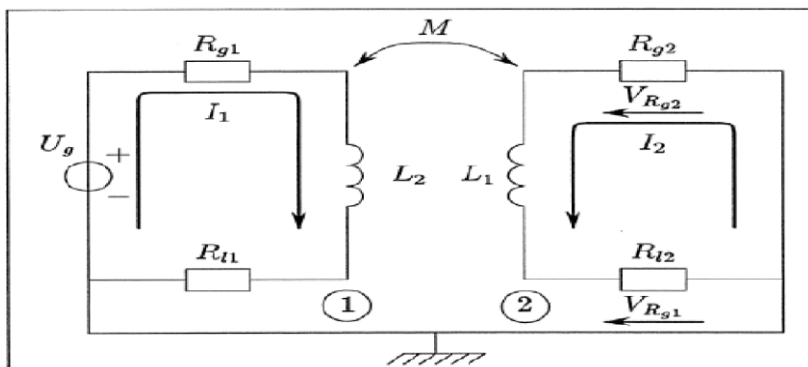 M
R_{g1}
R_{g2}
V_{R_{g2}}
I_1
I_2
U_g
+
−
L_2
L_1
R_{l1}
R_{l2}
1
2
V_{R_{g1}}